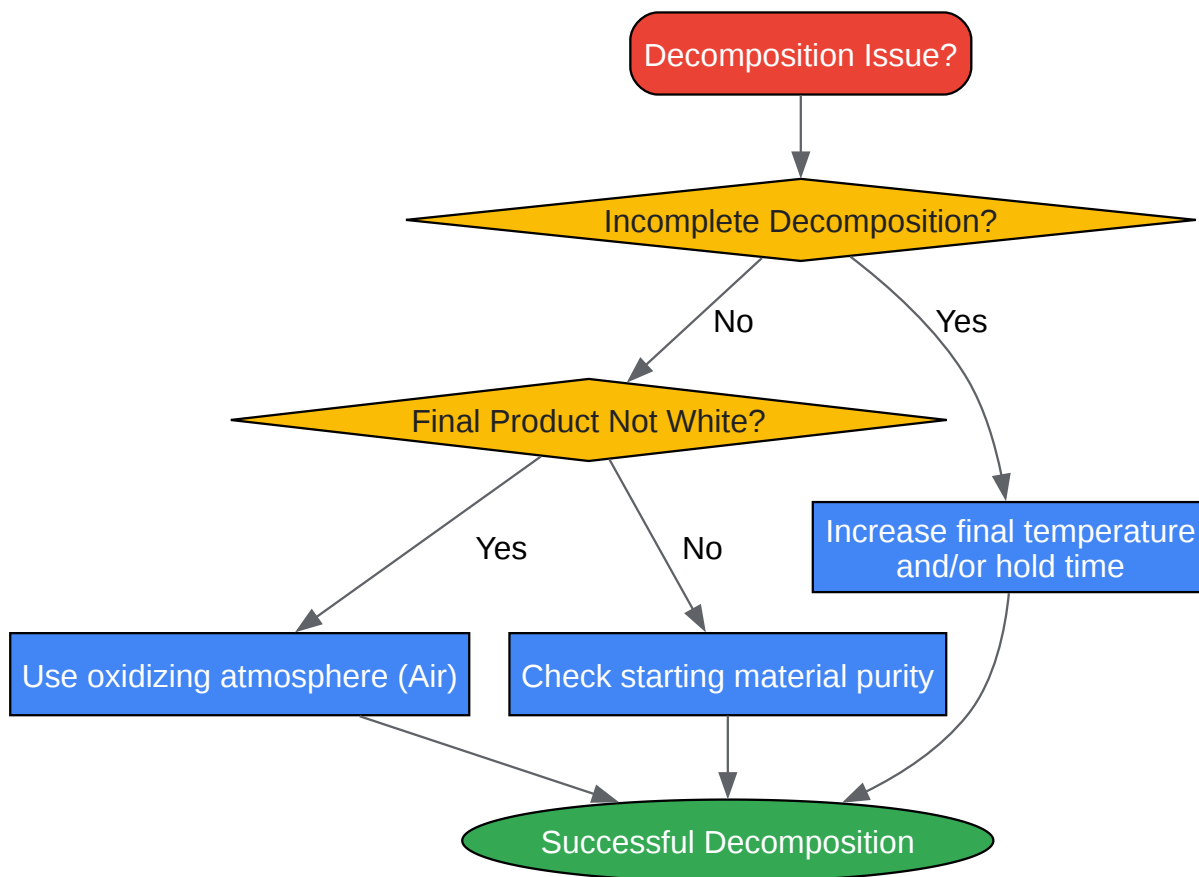 Decomposition Issue?
Incomplete Decomposition?
No
Yes
Final Product Not White?
Increase final temperature
and/or hold time
Yes
No
Use oxidizing atmosphere (Air)
Check starting material purity
Successful Decomposition